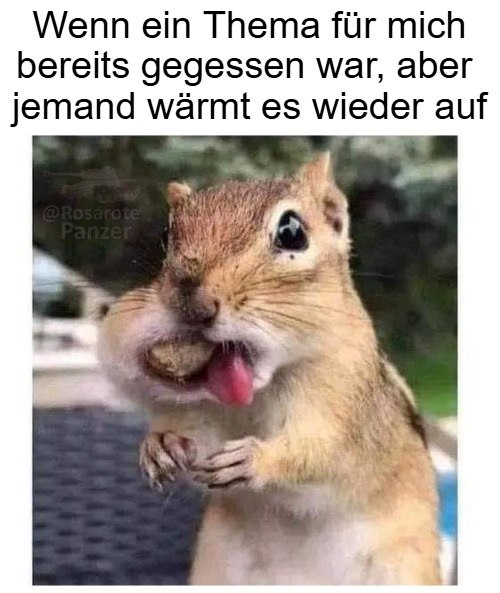 Wenn ein Thema für mich
bereits gegessen war, aber
jemand wärmt es wieder auf
@Rosarote
Panzer